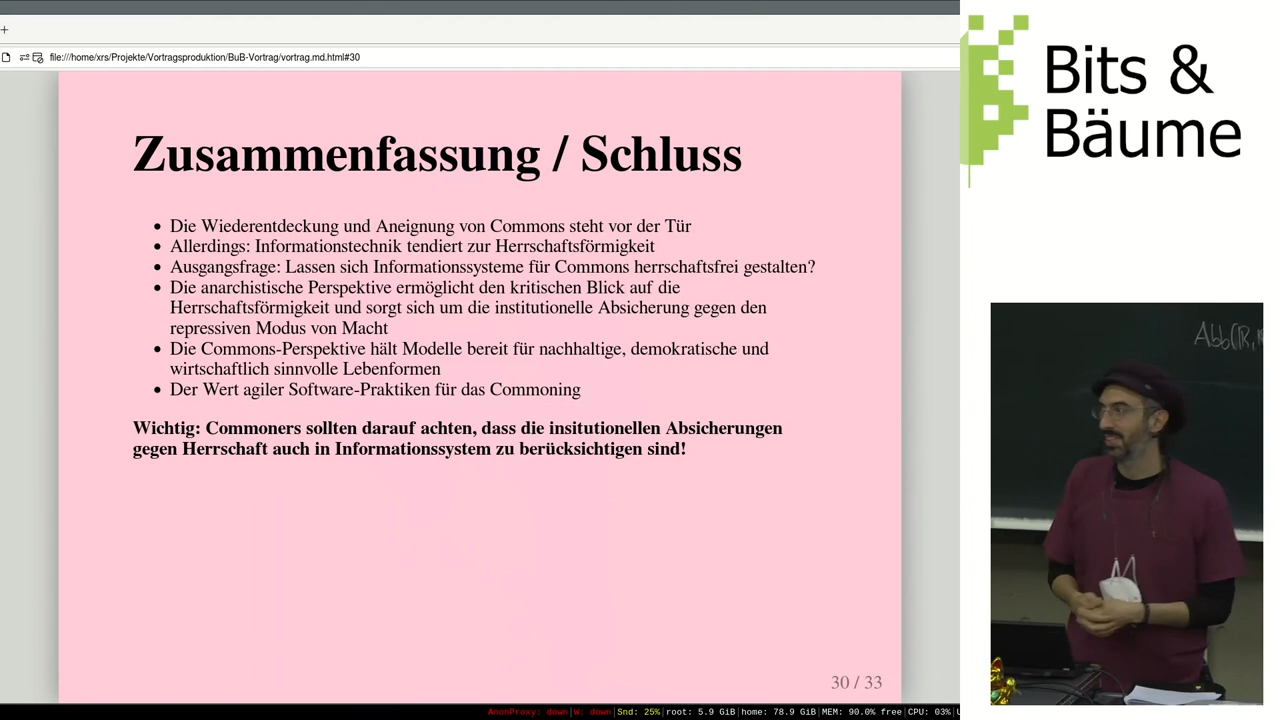 +
file:///home/xrs/Projekte/Vortragsproduktion/BuB-Vortrag/vortrag.md.html#30
Zusammenfassung / Schluss
• Die Wiederentdeckung und Aneignung von Commons steht vor der Tür
• Allerdings: Informationstechnik tendiert zur Herrschaftsförmigkeit
• Ausgangsfrage: Lassen sich Informationssysteme für Commons herrschaftsfrei gestalten?
• Die anarchistische Perspektive ermöglicht den kritischen Blick auf die
Herrschaftsförmigkeit und sorgt sich um die institutionelle Absicherung gegen den
repressiven Modus von Macht
• Die Commons-Perspektive hält Modelle bereit für nachhaltige, demokratische und
wirtschaftlich sinnvolle Lebenformen
• Der Wert agiler Software-Praktiken für das Commoning
Wichtig: Commoners sollten darauf achten, dass die insitutionellen Absicherungen
gegen Herrschaft auch in Informationssystem zu berücksichtigen sind!
30 / 33
AnonProxy: down|W: down|Snd: 25%|root: 5.9 GiB|home: 78.9 GiB|MEM: 90.0% free|CPU: 03%|
Bits &
Bäume